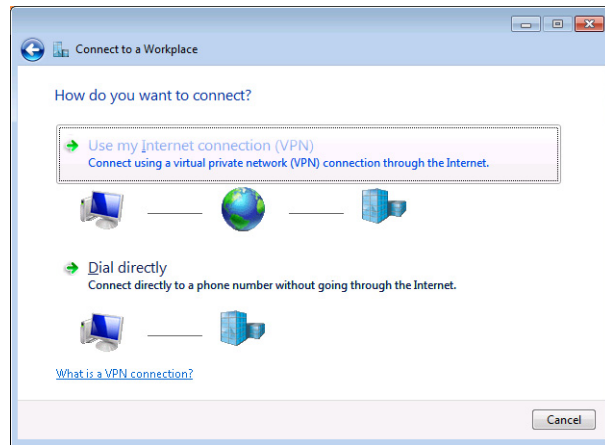 Connect to a Workplace
How do you want to connect?
Use my Internet connection (VPN)
Connect using a virtual private network (VPN) connection through the Internet.
Dial directly
Connect directly to a phone number without going through the Internet.
What is a VPN connection?
Cancel